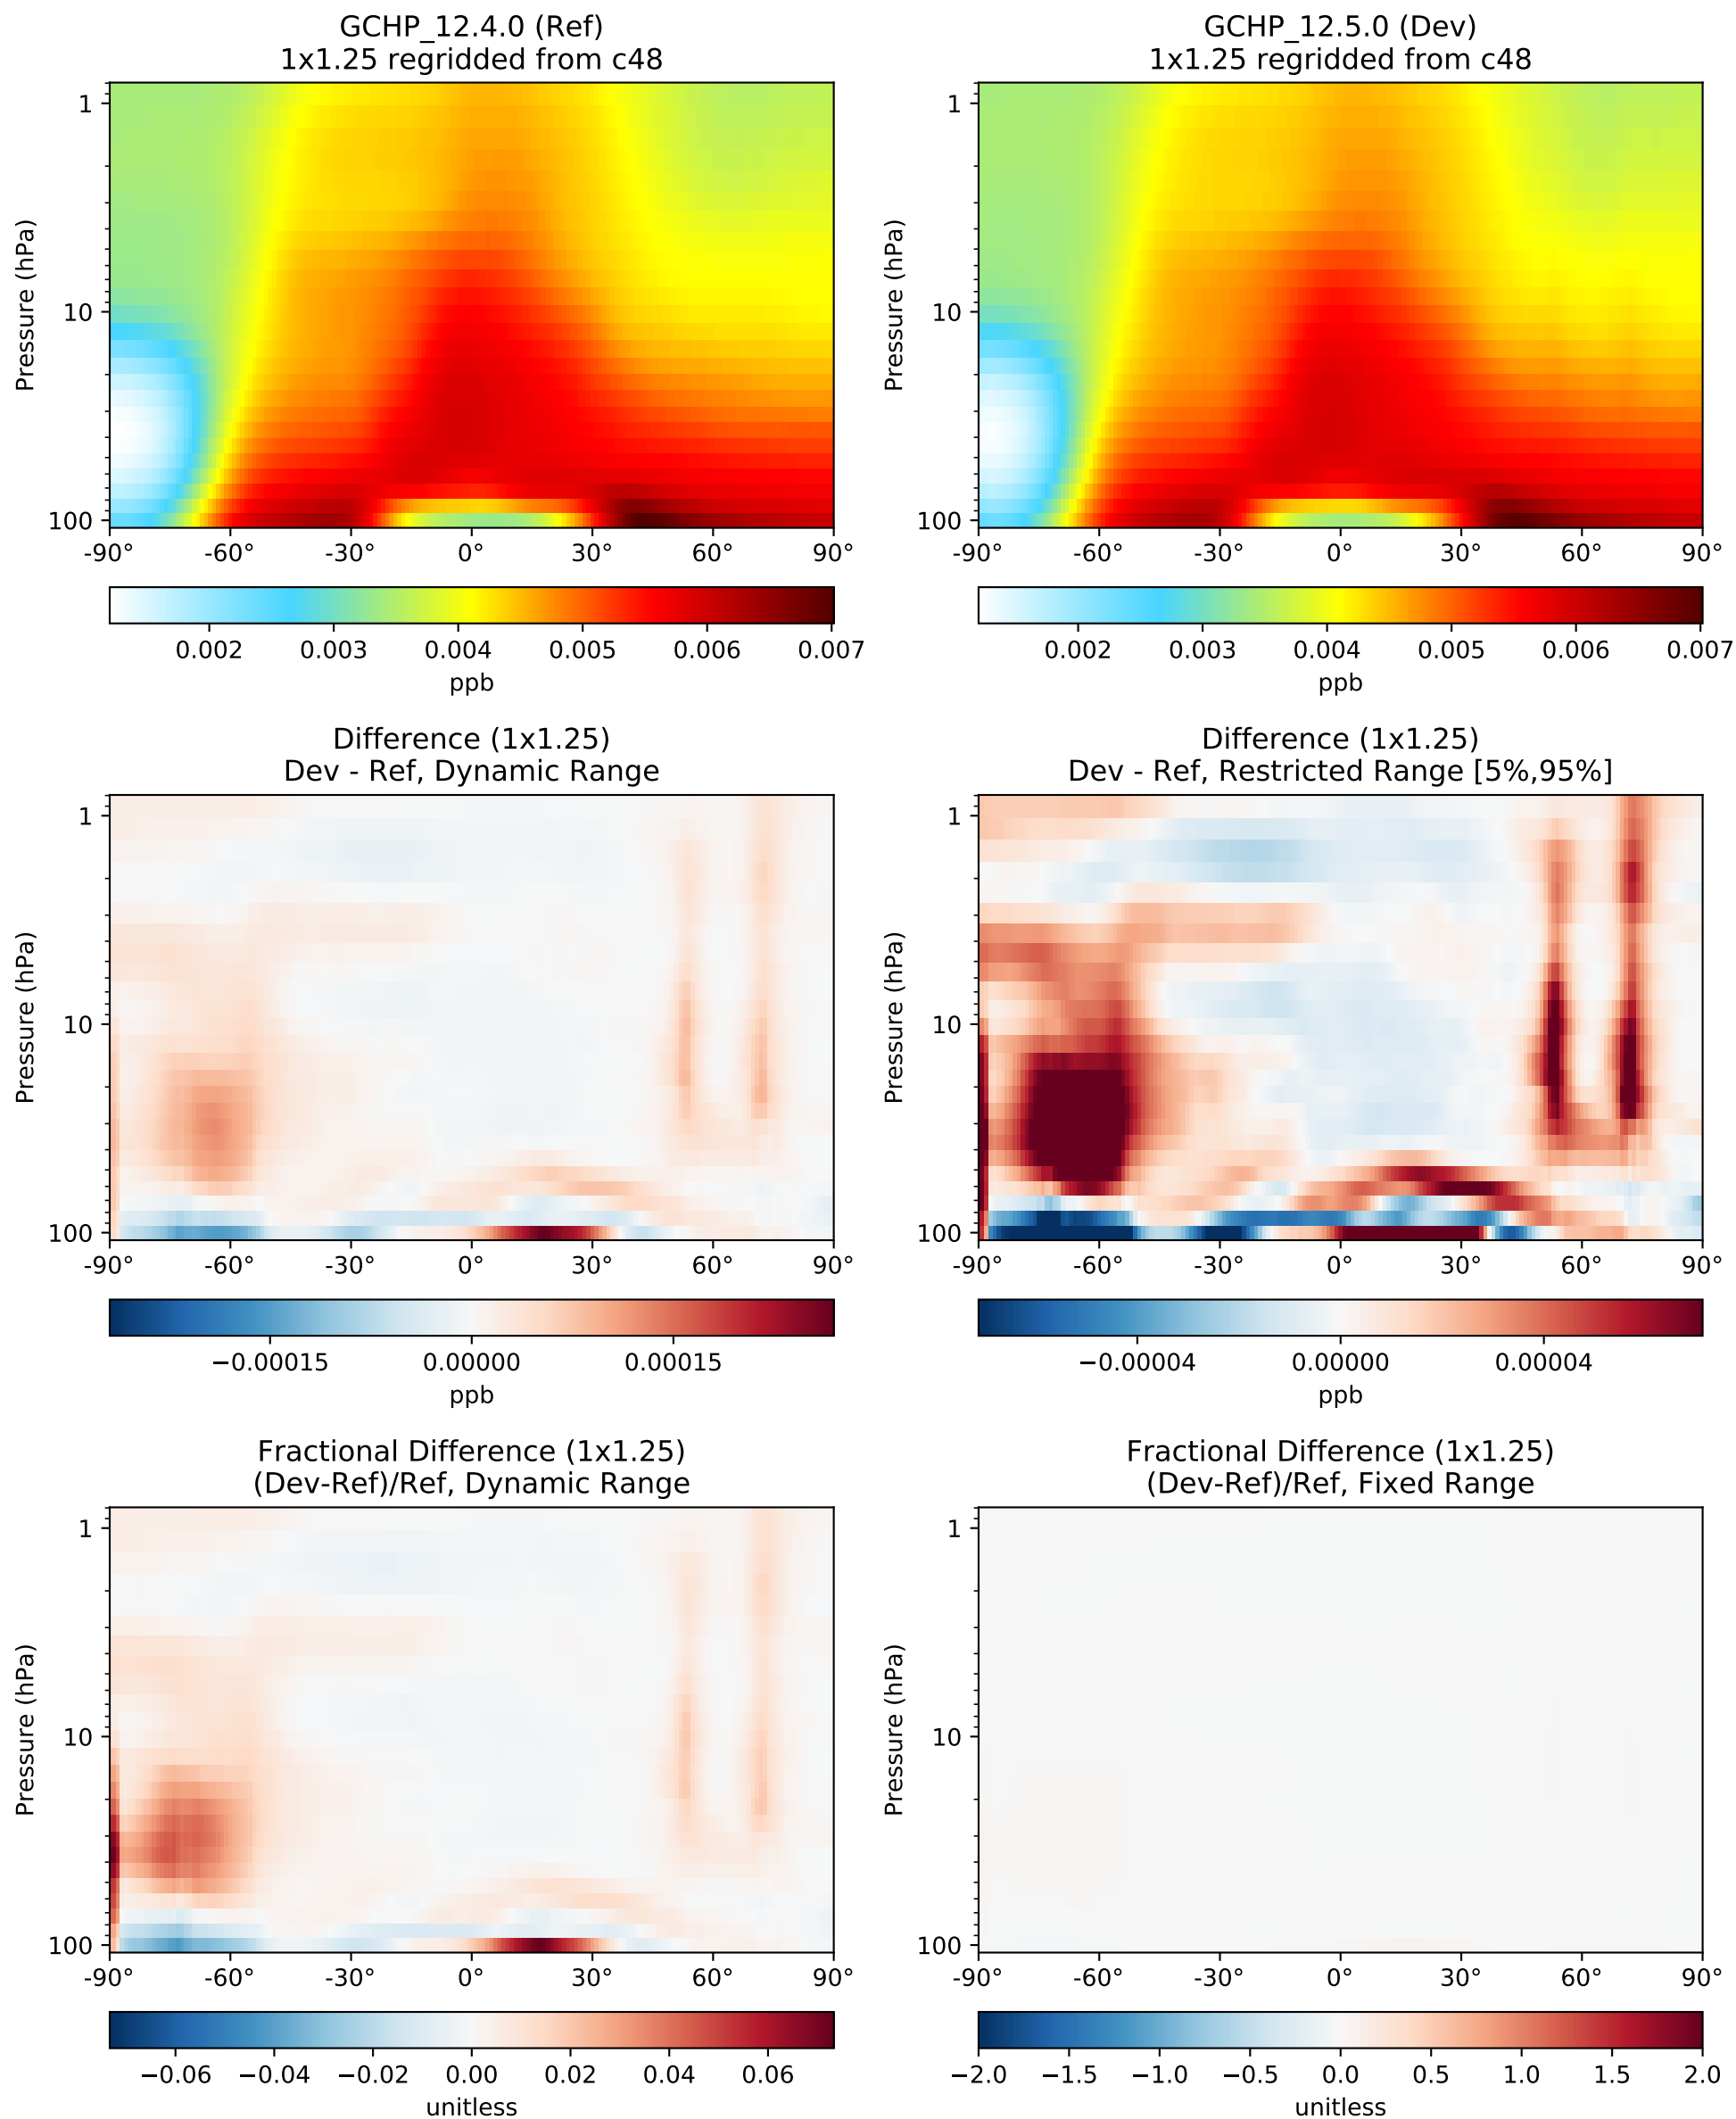 GCHP_12.4.0 (Ref)
1x1.25 regridded from c48
Pressure (hPa)
1
10
100
-90° -60° -30° 0° 30° 60° 90°
0.002 0.003 0.004 0.005 0.006 0.007
ppb
GCHP_12.5.0 (Dev)
1x1.25 regridded from c48
Pressure (hPa)
1
10
100
-90° -60° -30° 0° 30° 60° 90°
0.002 0.003 0.004 0.005 0.006 0.007
ppb
Difference (1x1.25)
Dev - Ref, Dynamic Range
Pressure (hPa)
1
10
100
-90° -60° -30° 0° 30° 60° 90°
−0.00015 0.00000 0.00015
ppb
Difference (1x1.25)
Dev - Ref, Restricted Range [5%,95%]
Pressure (hPa)
1
10
100
-90° -60° -30° 0° 30° 60° 90°
−0.00004 0.00000 0.00004
ppb
Fractional Difference (1x1.25)
(Dev-Ref)/Ref, Dynamic Range
Pressure (hPa)
1
10
100
-90° -60° -30° 0° 30° 60° 90°
−0.06 −0.04 −0.02 0.00 0.02 0.04 0.06
unitless
Fractional Difference (1x1.25)
(Dev-Ref)/Ref, Fixed Range
Pressure (hPa)
1
10
100
-90° -60° -30° 0° 30° 60° 90°
−2.0 −1.5 −1.0 −0.5 0.0 0.5 1.0 1.5 2.0
unitless